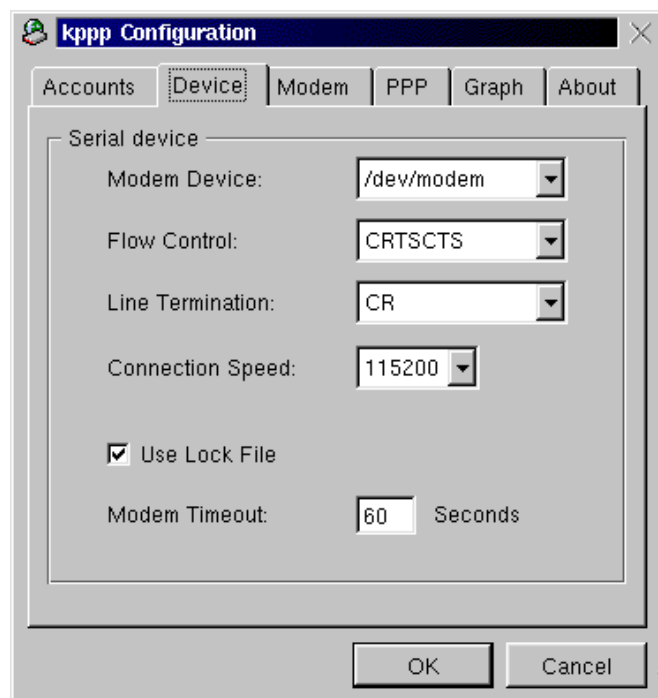 kppp Configuration
Accounts Device Modem PPP Graph About
Serial device
Modem Device: /dev/modem
Flow Control: CRTSCTS
Line Termination: CR
Connection Speed: 115200
Use Lock File
Modem Timeout: 60 Seconds
OK Cancel